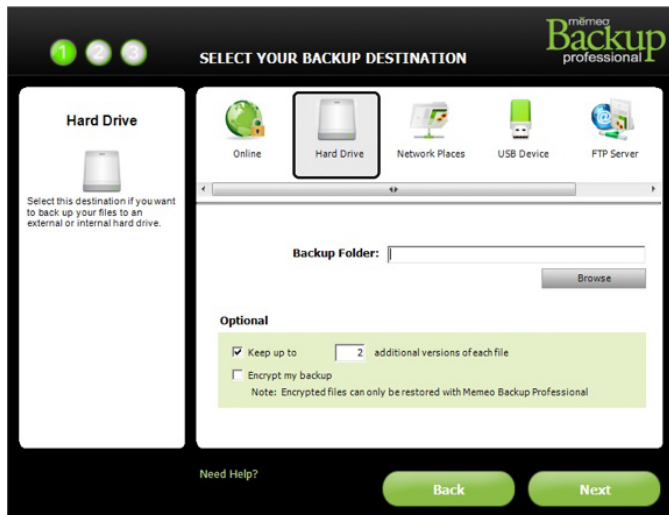 1 2 3
SELECT YOUR BACKUP DESTINATION
mëmeo
Backup
professional
Hard Drive
Select this destination if you want
to back up your files to an
external or internal hard drive.
Online
Hard Drive
Network Places
USB Device
FTP Server
Backup Folder:
Browse
Optional
Keep up to 2 additional versions of each file
Encrypt my backup
Note: Encrypted files can only be restored with Memeo Backup Professional
Need Help?
Back
Next